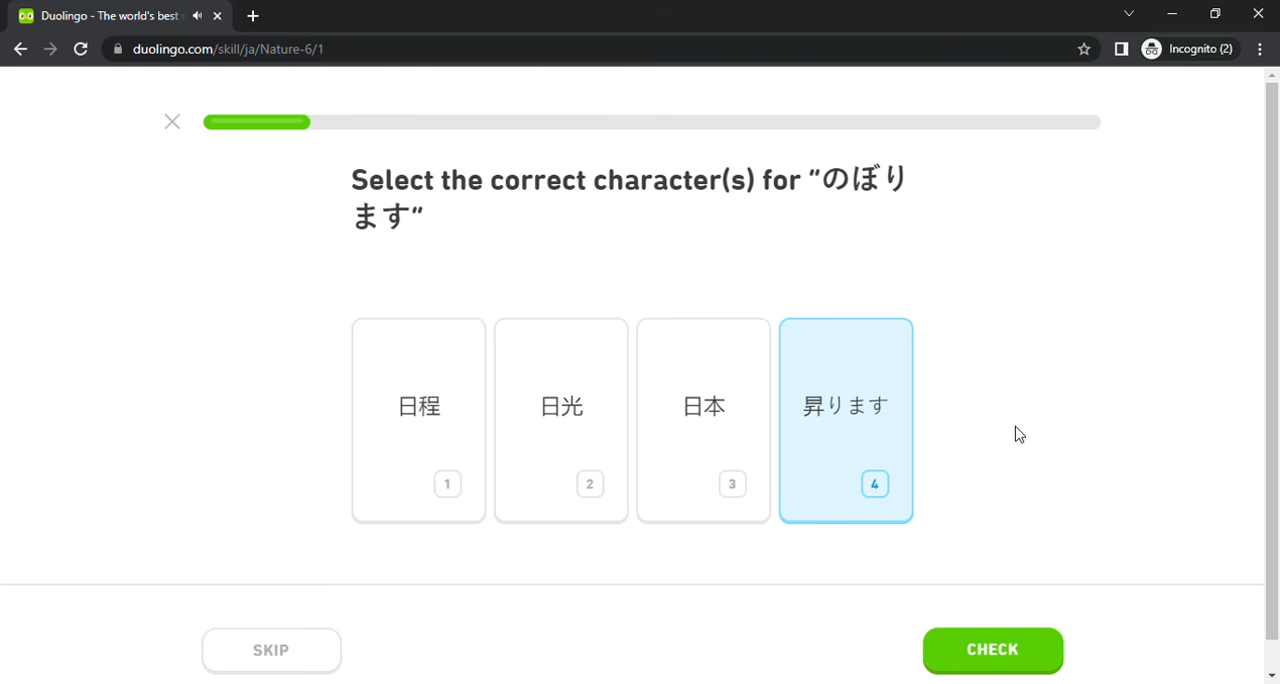 Duolingo - The world's best
duolingo.com/skill/ja/Nature-6/1
Incognito (2)
Select the correct character(s) for "のぼり
ます"
日程
日光
日本
昇ります
1
2
3
4
SKIP
CHECK